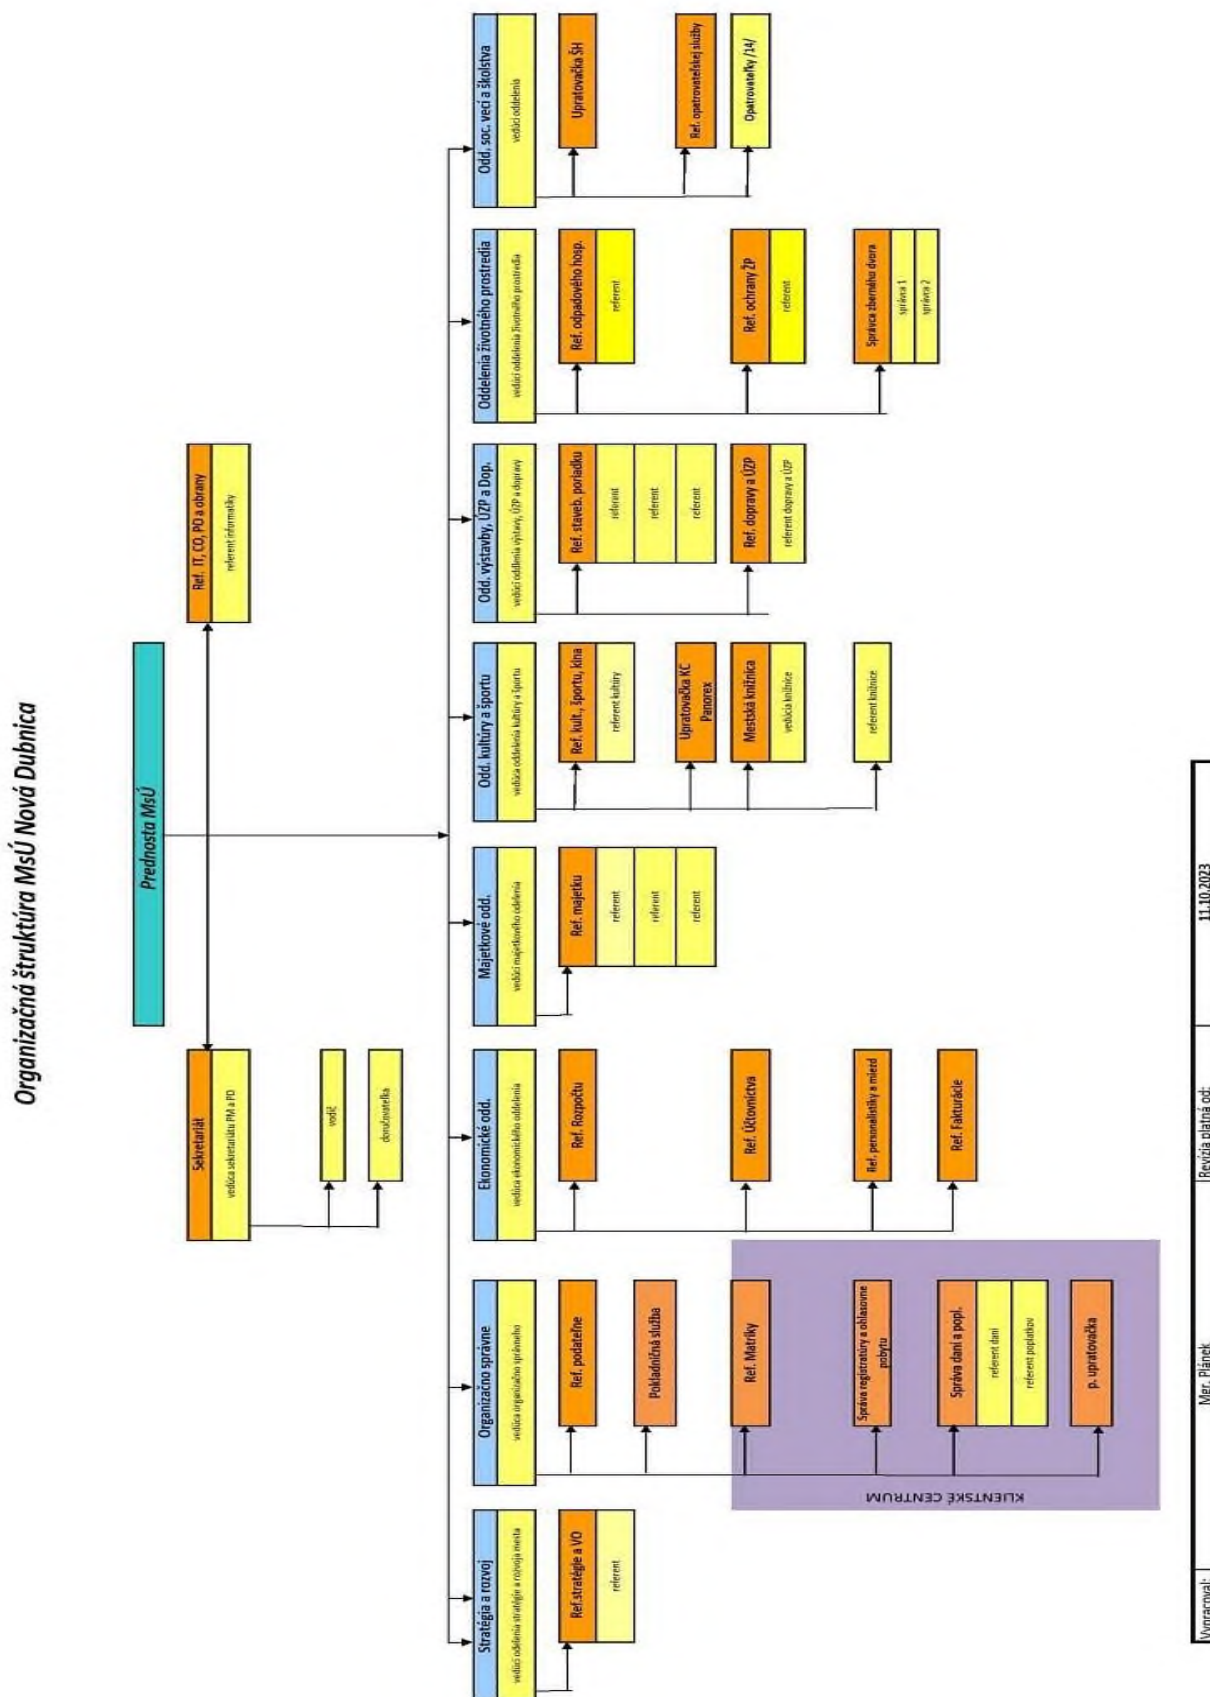 Organizačná štruktúra MsÚ Nová Dubnica
Prednosta MsÚ
Sekretariát
vedúca sekretariátu PM a PD
vodič
doručovateľka
Ref. IT, CO, PO a obrany
referent informatiky
Stratégia a rozvoj
vedúci odelenia stratégie a rozvoja mesta
Ref.stratégie a VO
referent
Organizačno správne
vedúca organizačno správneho
Ref. podateľne
Pokladničná služba
Ref. Matriky
Správa registratúry a ohlasovne
pobytu
Správa daní a popl.
referent daní
referent poplatkov
p. upratovačka
KLIENTSKÉ CENTRUM
Ekonomické odd.
vedúca ekonomického oddelenia
Ref. Rozpočtu
Ref. Účtovníctva
Ref. personalistiky a miezd
Ref. Fakturácie
Majetkové odd.
vedúci majetkového odelenia
Ref. majetku
referent
referent
referent
Odd. kultúry a športu
vedúca oddelenia kultúry a športu
Ref. kult., športu, kina
referent kultúry
Upratovačka KC
Panorex
Mestská knižnica
vedúcia knižnice
referent knižnice
Odd. výstavby, ÚZP a Dop.
vedúci oddlenia výstavy, ÚZP a dopravy
Ref. staveb. poriadku
referent
referent
referent
Ref. dopravy a ÚZP
referent dopravy a ÚZP
Oddelenia životného prostredia
vedúci oddelenia životného prostredia
Ref. odpadového hosp.
referent
Ref. ochrany ŽP
referent
Správca zberného dvora
správca 1
správca 2
Odd. soc. vecí a školstva
vedúci oddelenia
Upratovačka ŠH
Ref. opatrovateľskej služby
Opatrovateľky /14/
Vypracoval:
Mgr. Plánek
Revízia platná od:
11.10.2023